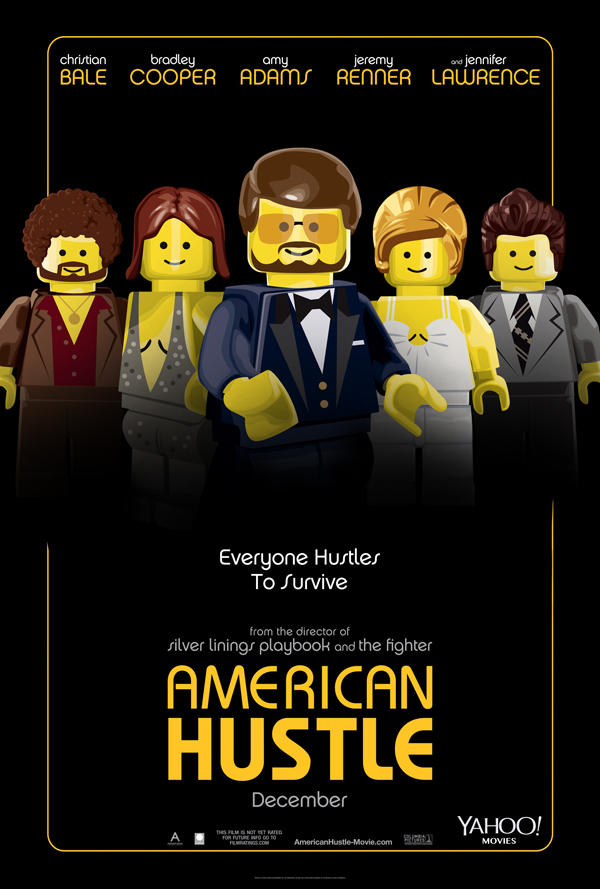 christian
BALE
bradley
COOPER
amy
ADAMS
jeremy
RENNER
and jennifer
LAWRENCE
Everyone Hustles
To Survive
from the director of
silver linings playbook and the fighter
AMERICAN
HUSTLE
December
THIS FILM IS NOT YET RATED.
FOR FUTURE INFO GO TO
FILMRATINGS.COM
AmericanHustle-Movie.com
COLUMBIA
PICTURES
YAHOO!
MOVIES